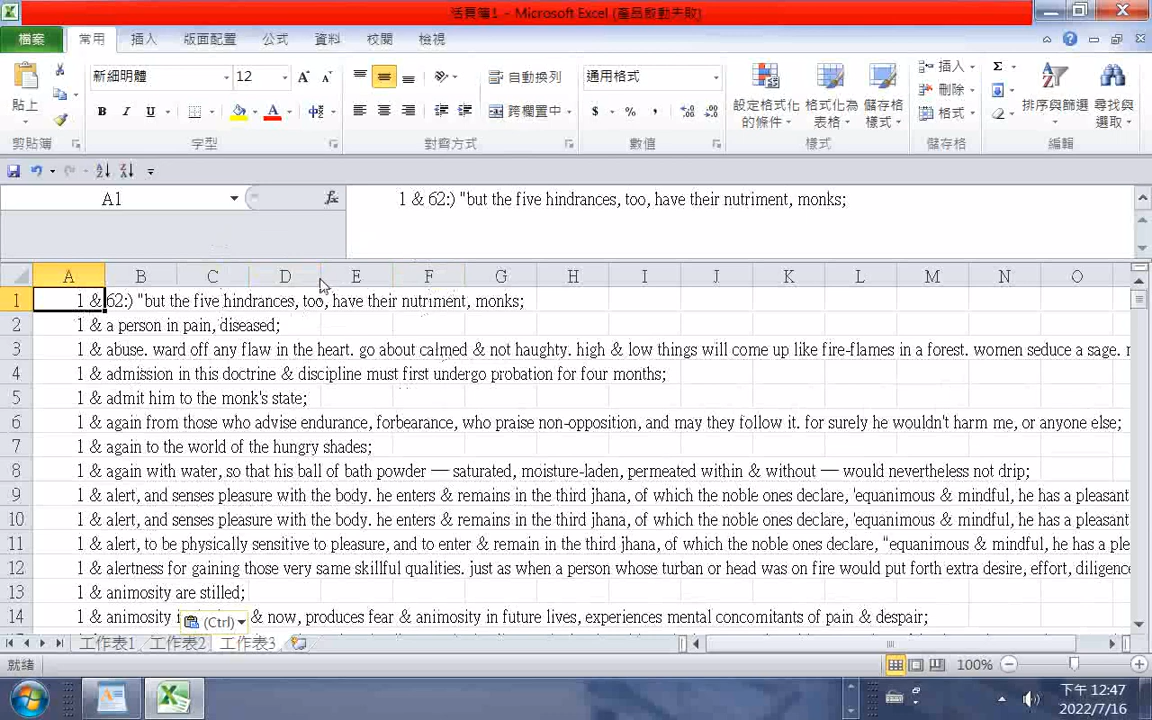 活頁簿1 - Microsoft Excel (產品啟動失敗)
檔案 常用 插入 版面配置 公式 資料 校閱 檢視
新細明體 12 自動換列 通用格式 插入 Σ
貼上 刪除
B I U 跨欄置中 $ % , 設定格式化的條件 格式化為表格 儲存格樣式 格式 排序與篩選 尋找與選取
剪貼簿 字型 對齊方式 數值 樣式 儲存格 編輯
A1 fx 1 & 62:) "but the five hindrances, too, have their nutriment, monks;
A B C D E F G H I J K L M N O
1 1 & 62:) "but the five hindrances, too, have their nutriment, monks;
2 1 & a person in pain, diseased;
3 1 & abuse. ward off any flaw in the heart. go about calmed & not haughty. high & low things will come up like fire-flames in a forest. women seduce a sage.
4 1 & admission in this doctrine & discipline must first undergo probation for four months;
5 1 & admit him to the monk's state;
6 1 & again from those who advise endurance, forbearance, who praise non-opposition, and may they follow it. for surely he wouldn't harm me, or anyone else;
7 1 & again to the world of the hungry shades;
8 1 & again with water, so that his ball of bath powder — saturated, moisture-laden, permeated within & without — would nevertheless not drip;
9 1 & alert, and senses pleasure with the body. he enters & remains in the third jhana, of which the noble ones declare, 'equanimous & mindful, he has a pleasant
10 1 & alert, and senses pleasure with the body. he enters & remains in the third jhana, of which the noble ones declare, 'equanimous & mindful, he has a pleasant
11 1 & alert, to be physically sensitive to pleasure, and to enter & remain in the third jhana, of which the noble ones declare, "equanimous & mindful, he has a ple
12 1 & alertness for gaining those very same skillful qualities. just as when a person whose turban or head was on fire would put forth extra desire, effort, diligence
13 1 & animosity are stilled;
14 1 & animosity (Ctrl) & now, produces fear & animosity in future lives, experiences mental concomitants of pain & despair;
工作表1 工作表2 工作表3
就緒 100%
下午 12:47
2022/7/16